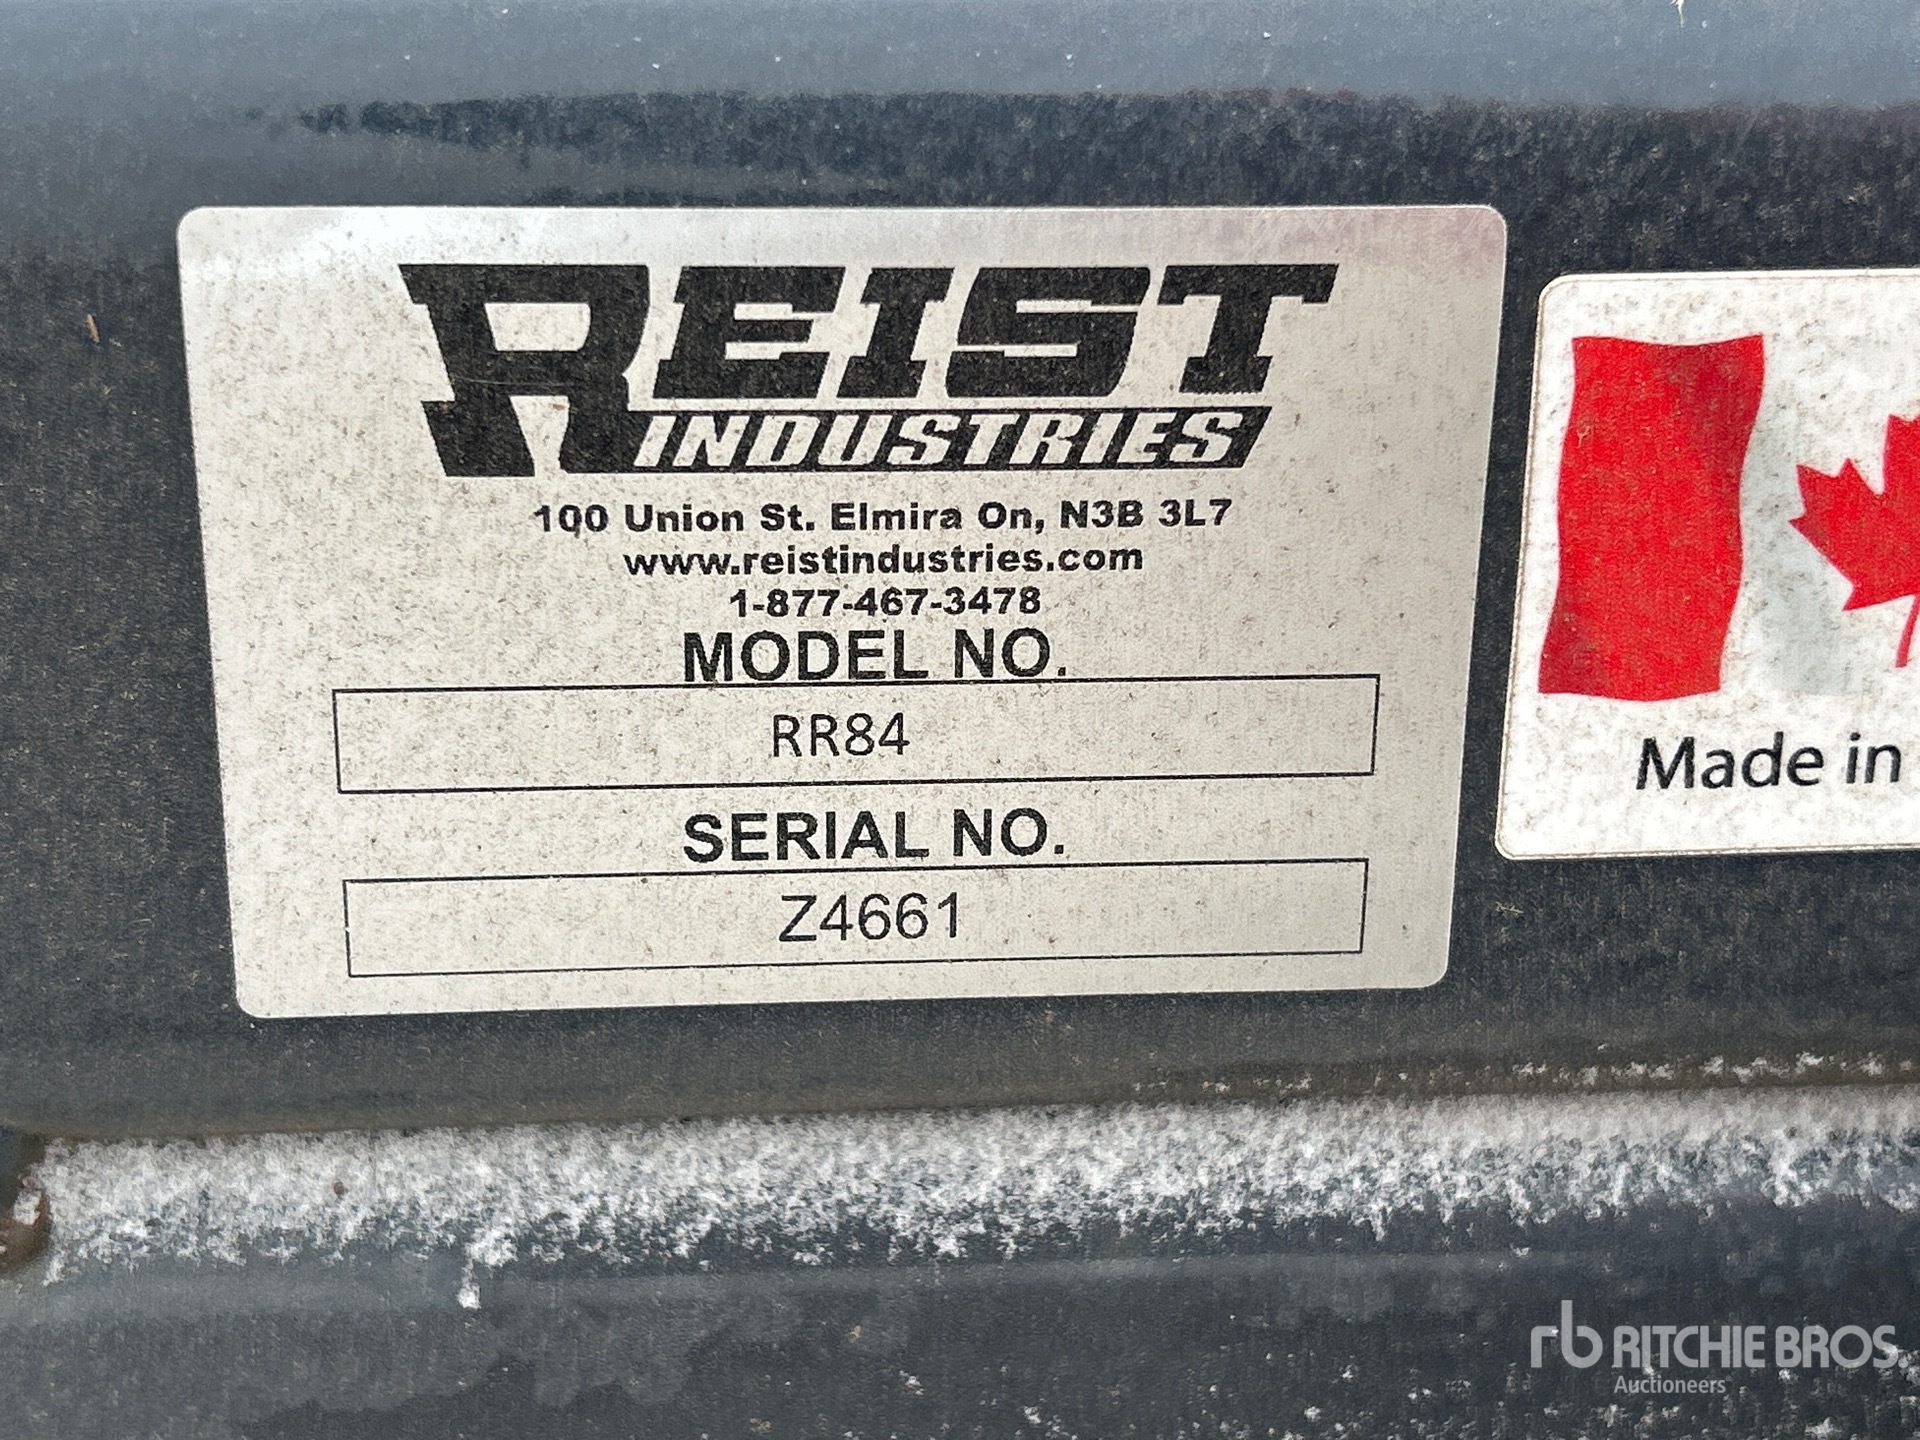 REIST
INDUSTRIES
100 Union St. Elmira On, N3B 3L7
www.reistindustries.com
1-877-467-3478
MODEL NO.
RR84
SERIAL NO.
Z4661
Made in
rb RITCHIE BROS.
Auctioneers